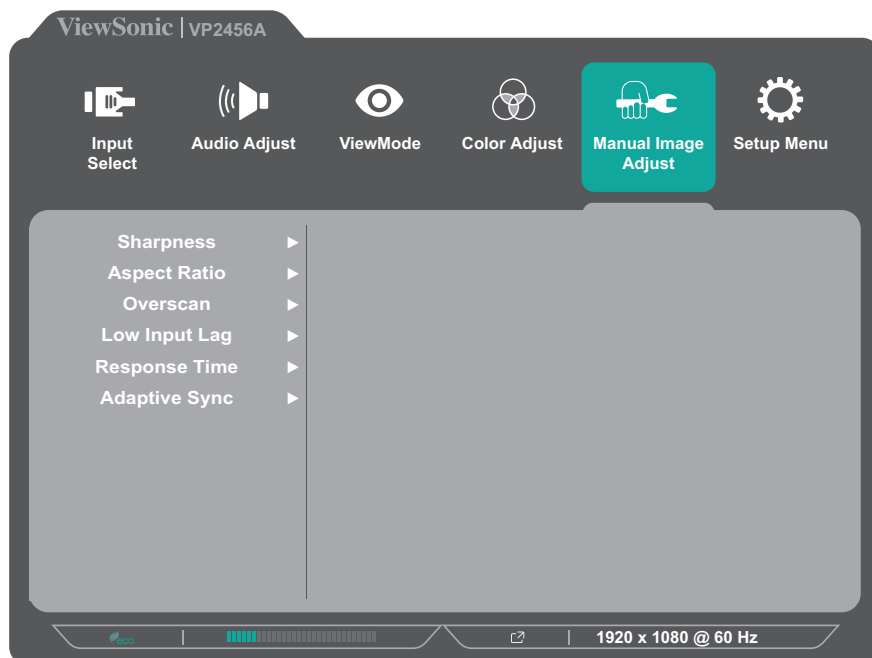 ViewSonic | VP2456A
Input Select
Audio Adjust
ViewMode
Color Adjust
Manual Image Adjust
Setup Menu
Sharpness
Aspect Ratio
Overscan
Low Input Lag
Response Time
Adaptive Sync
eco
1920 x 1080 @ 60 Hz